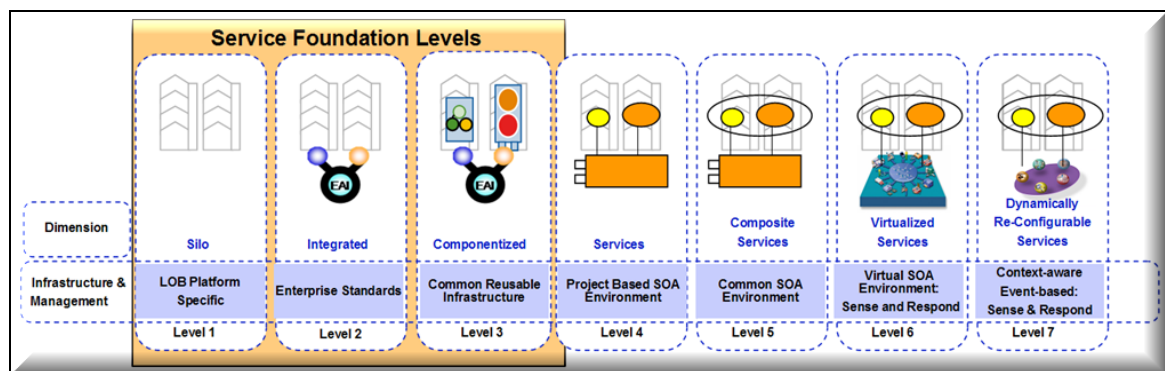 Service Foundation Levels
EAI
EAI
Dimension
Silo
Integrated
Componentized
Services
Composite
Services
Virtualized
Services
Dynamically
Re-Configurable
Services
Infrastructure &
Management
LOB Platform
Specific
Enterprise Standards
Common Reusable
Infrastructure
Project Based SOA
Environment
Common SOA
Environment
Virtual SOA
Environment:
Sense and Respond
Context-aware
Event-based:
Sense & Respond
Level 1
Level 2
Level 3
Level 4
Level 5
Level 6
Level 7